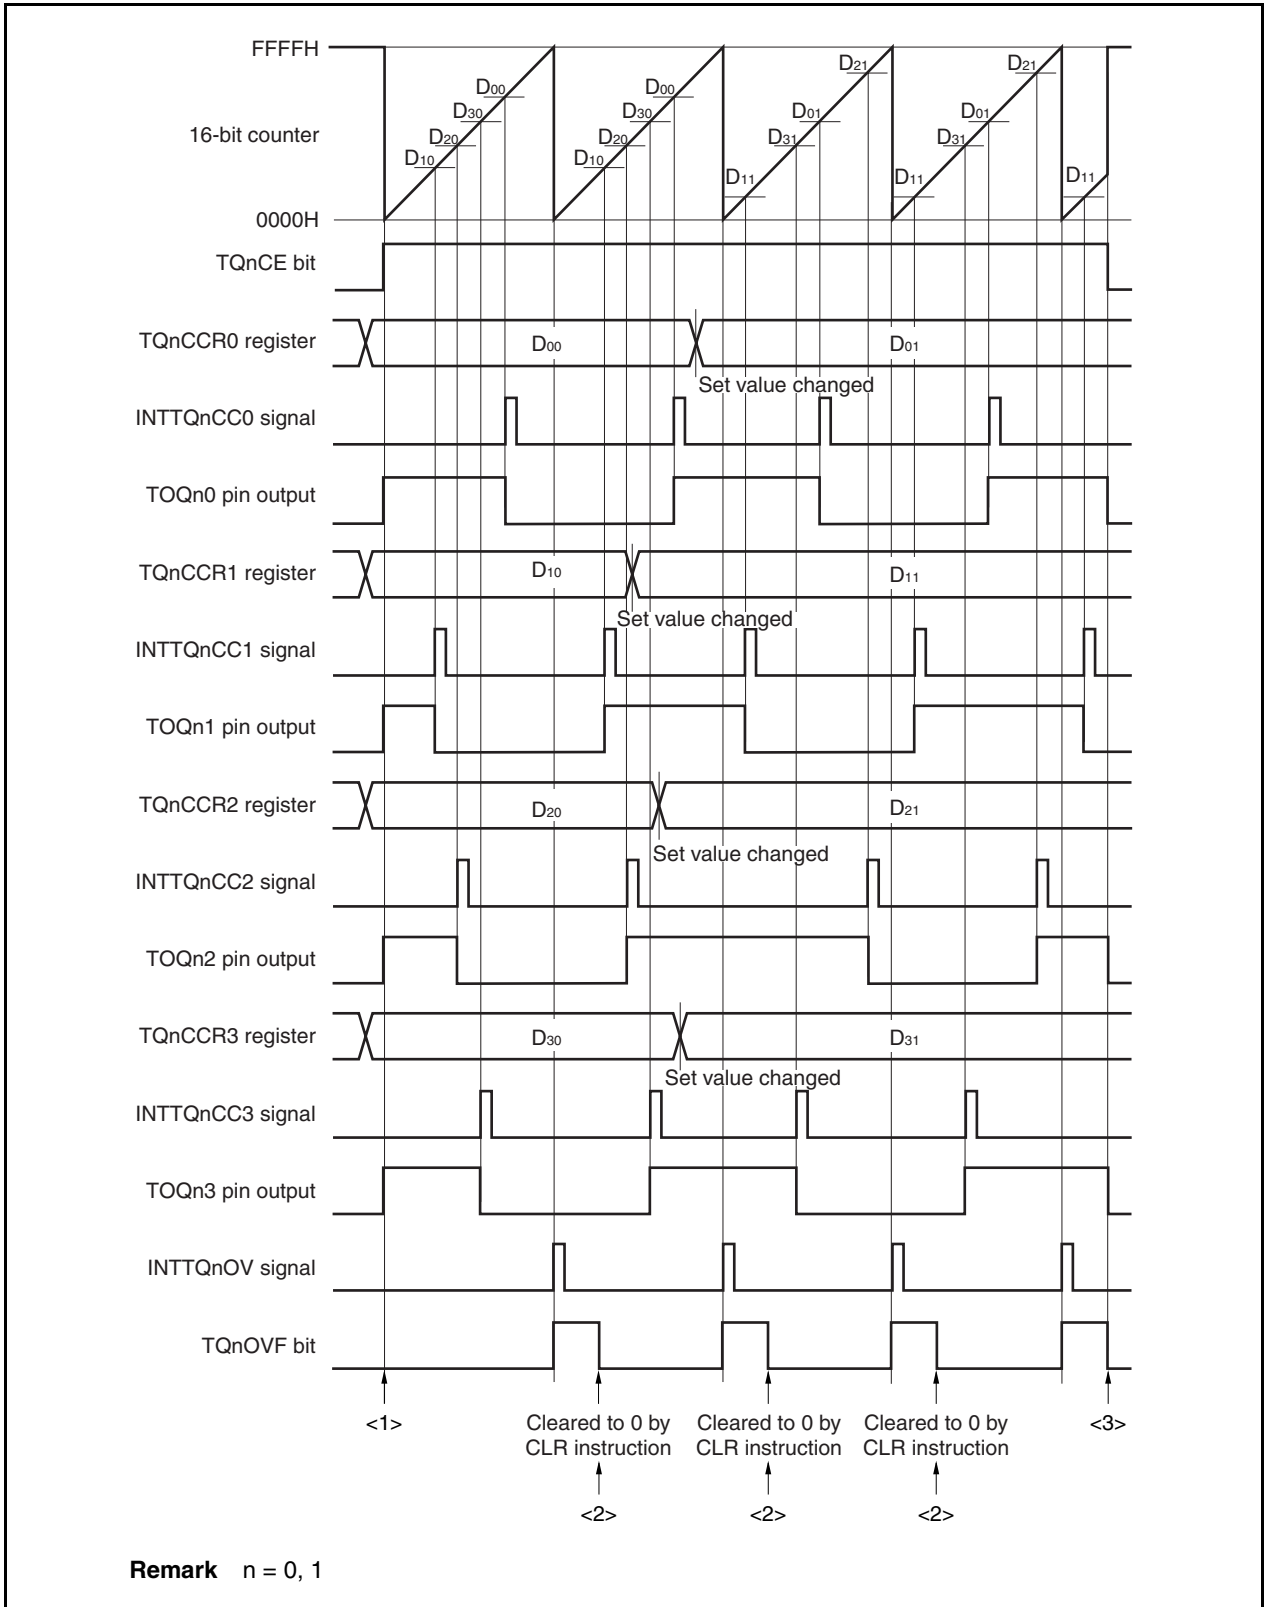 FFFFH
D21 D21
D00 D00
D30 D30 D01 D01
16-bit counter
D20 D20 D31 D31
D10 D10
D11 D11 D11
0000H
TQnCE bit
TQnCCR0 register D00 D01
Set value changed
INTTQnCC0 signal
TOQn0 pin output
TQnCCR1 register D10 D11
Set value changed
INTTQnCC1 signal
TOQn1 pin output
TQnCCR2 register D20 D21
Set value changed
INTTQnCC2 signal
TOQn2 pin output
TQnCCR3 register D30 D31
Set value changed
INTTQnCC3 signal
TOQn3 pin output
INTTQnOV signal
TQnOVF bit
<1> Cleared to 0 by Cleared to 0 by Cleared to 0 by <3>
CLR instruction CLR instruction CLR instruction
<2> <2> <2>
Remark n = 0, 1